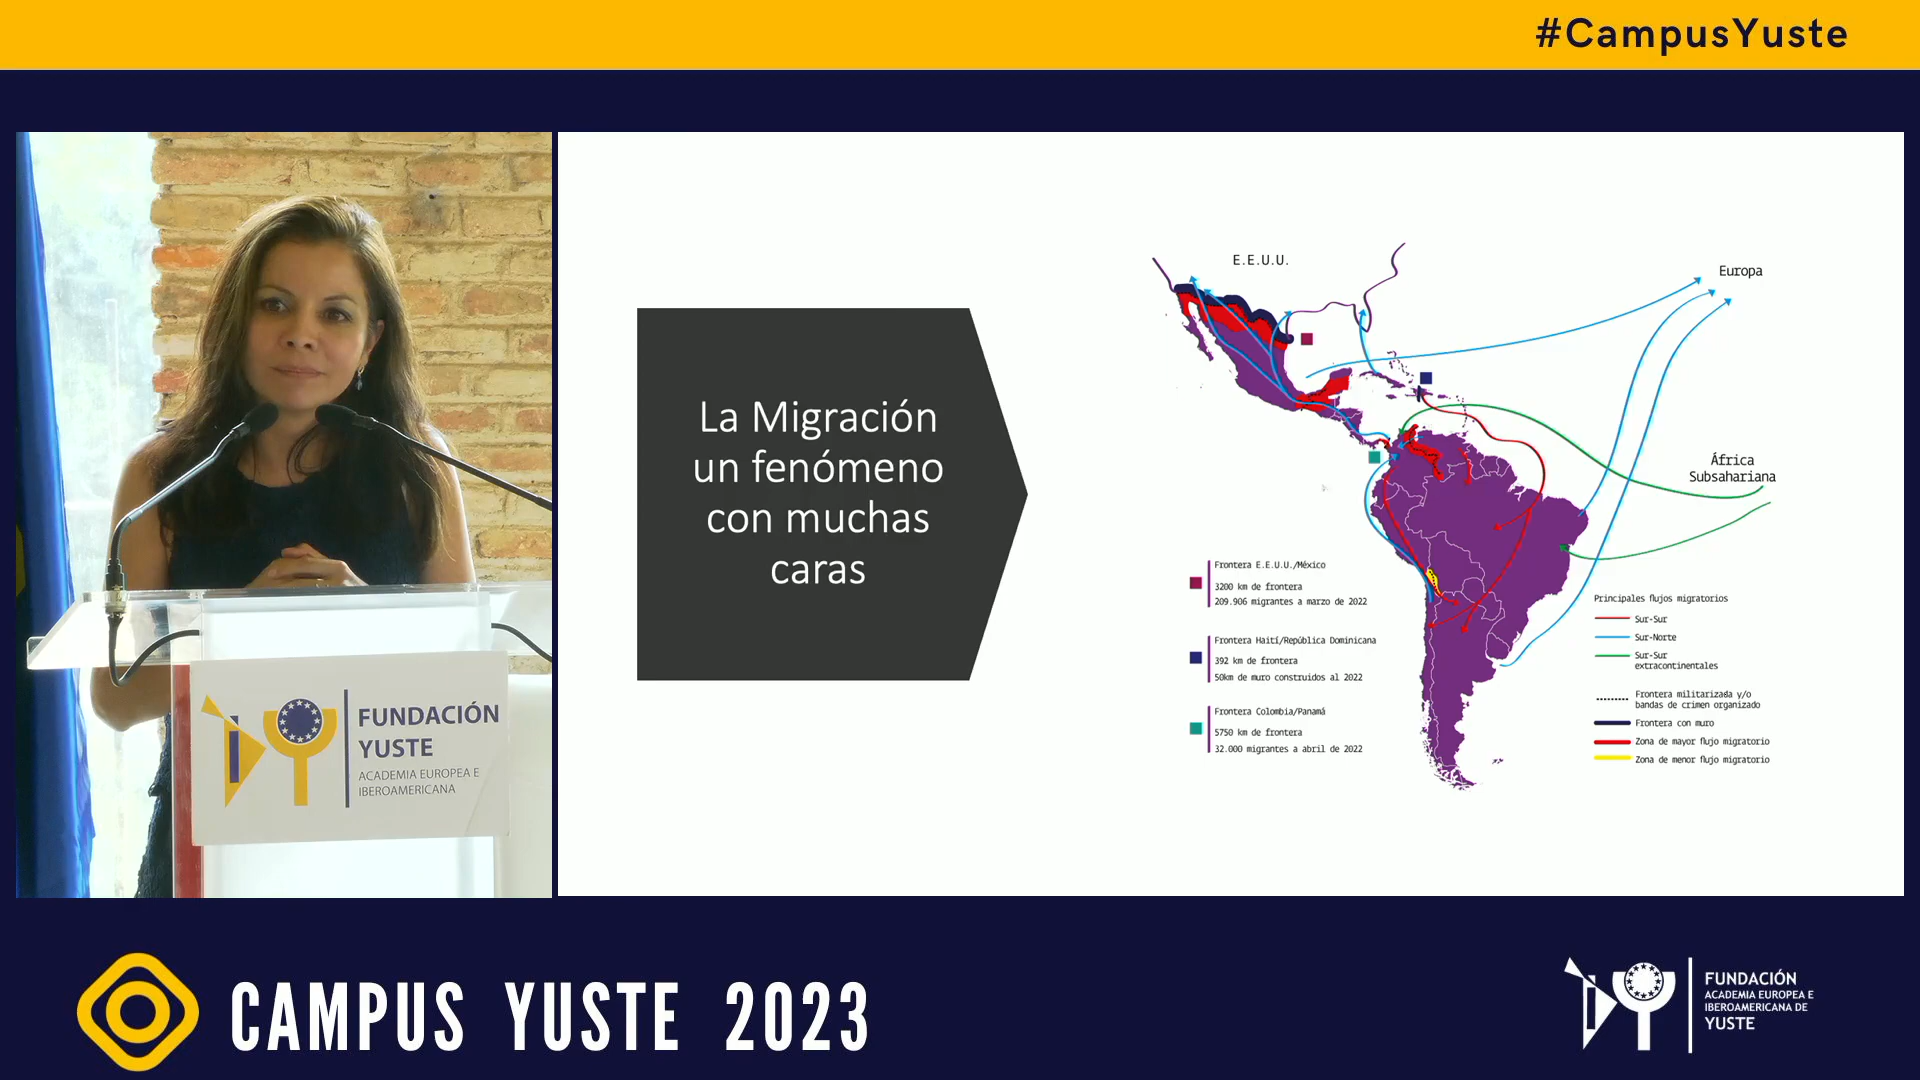 #CampusYuste
FUNDACIÓN
YUSTE
ACADEMIA EUROPEA E
IBEROAMERICANA
La Migración
un fenómeno
con muchas
caras
E.E.U.U.
Europa
África
Subsahariana
Frontera E.E.U.U./México
3200 km de frontera
209.906 migrantes a marzo de 2022
Frontera Haití/República Dominicana
392 km de frontera
50km de muro construidos al 2022
Frontera Colombia/Panamá
5750 km de frontera
32.000 migrantes a abril de 2022
Principales flujos migratorios
Sur-Sur
Sur-Norte
Sur-Sur
extracontinentales
Frontera militarizada y/o
bandas de crimen organizado
Frontera con muro
Zona de mayor flujo migratorio
Zona de menor flujo migratorio
CAMPUS YUSTE 2023
FUNDACIÓN
ACADEMIA EUROPEA E
IBEROAMERICANA DE
YUSTE